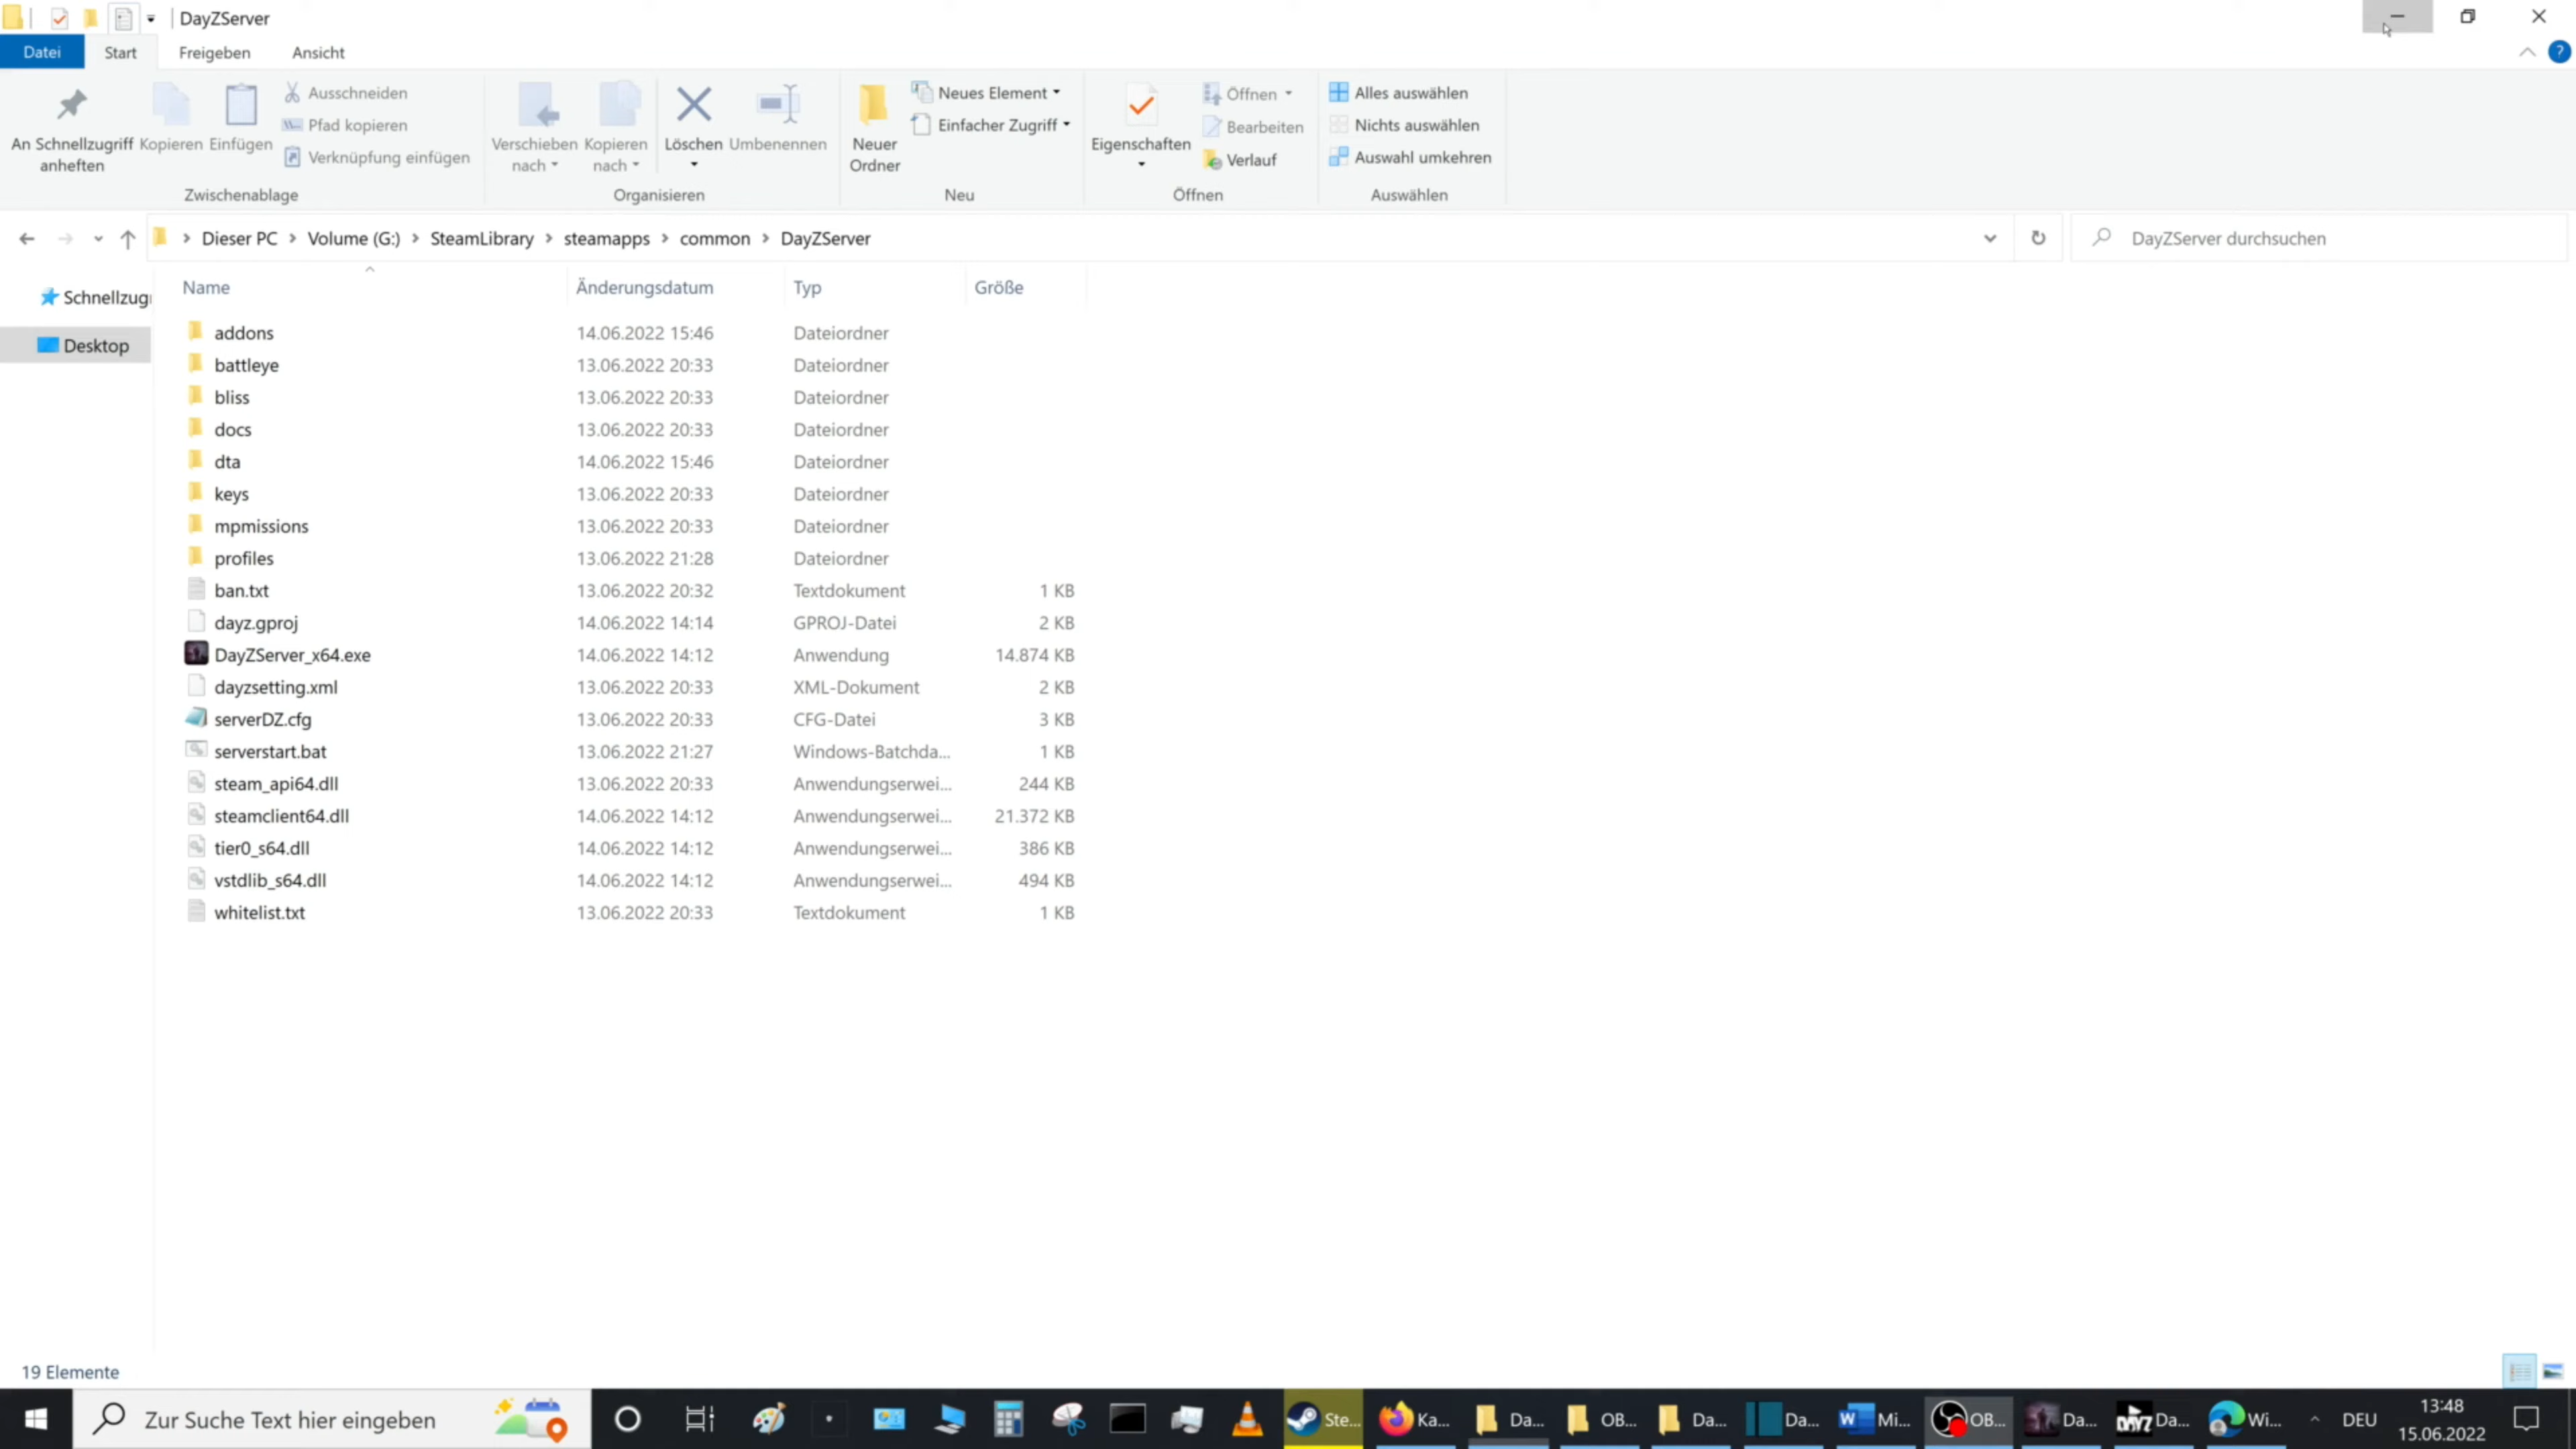 DayZServer
Datei Start Freigeben Ansicht
An Schnellzugriff
anheften
Kopieren
Einfügen
Ausschneiden
Pfad kopieren
Verknüpfung einfügen
Zwischenablage
Verschieben
nach
Kopieren
nach
Löschen
Umbenennen
Organisieren
Neuer
Ordner
Neues Element
Einfacher Zugriff
Neu
Eigenschaften
Öffnen
Bearbeiten
Verlauf
Öffnen
Alles auswählen
Nichts auswählen
Auswahl umkehren
Auswählen
Dieser PC > Volume (G:) > SteamLibrary > steamapps > common > DayZServer
DayZServer durchsuchen
Schnellzug
Desktop
Name Änderungsdatum Typ Größe
addons 14.06.2022 15:46 Dateiordner
battleye 13.06.2022 20:33 Dateiordner
bliss 13.06.2022 20:33 Dateiordner
docs 13.06.2022 20:33 Dateiordner
dta 14.06.2022 15:46 Dateiordner
keys 13.06.2022 20:33 Dateiordner
mpmissions 13.06.2022 20:33 Dateiordner
profiles 13.06.2022 21:28 Dateiordner
ban.txt 13.06.2022 20:32 Textdokument 1 KB
dayz.gproj 14.06.2022 14:14 GPROJ-Datei 2 KB
DayZServer_x64.exe 14.06.2022 14:12 Anwendung 14.874 KB
dayzsetting.xml 13.06.2022 20:33 XML-Dokument 2 KB
serverDZ.cfg 13.06.2022 20:33 CFG-Datei 3 KB
serverstart.bat 13.06.2022 21:27 Windows-Batchda... 1 KB
steam_api64.dll 13.06.2022 20:33 Anwendungserwei... 244 KB
steamclient64.dll 14.06.2022 14:12 Anwendungserwei... 21.372 KB
tier0_s64.dll 14.06.2022 14:12 Anwendungserwei... 386 KB
vstdlib_s64.dll 14.06.2022 14:12 Anwendungserwei... 494 KB
whitelist.txt 13.06.2022 20:33 Textdokument 1 KB
19 Elemente
Zur Suche Text hier eingeben
Ste... Ka... Da... OB... Da... Da... Mi... OB... Da... DAYZ Da... Wi... DEU
13:48
15.06.2022